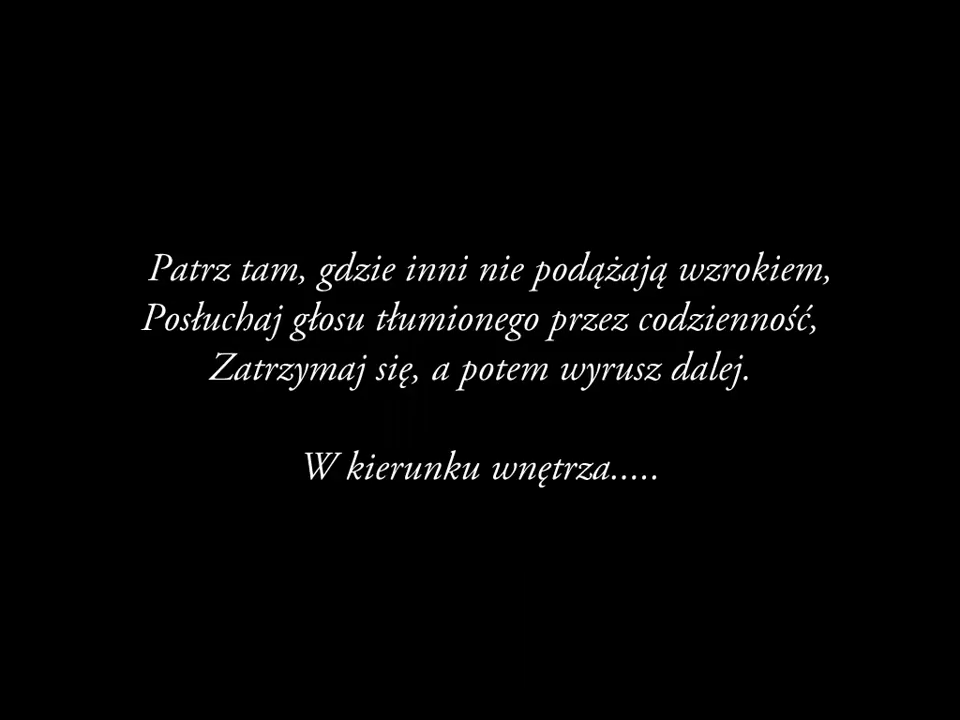 Patrz tam, gdzie inni nie podążają wzrokiem,
Posłuchaj głosu tłumionego przez codzienność,
Zatrzymaj się, a potem wyrusz dalej.
W kierunku wnętrza.....